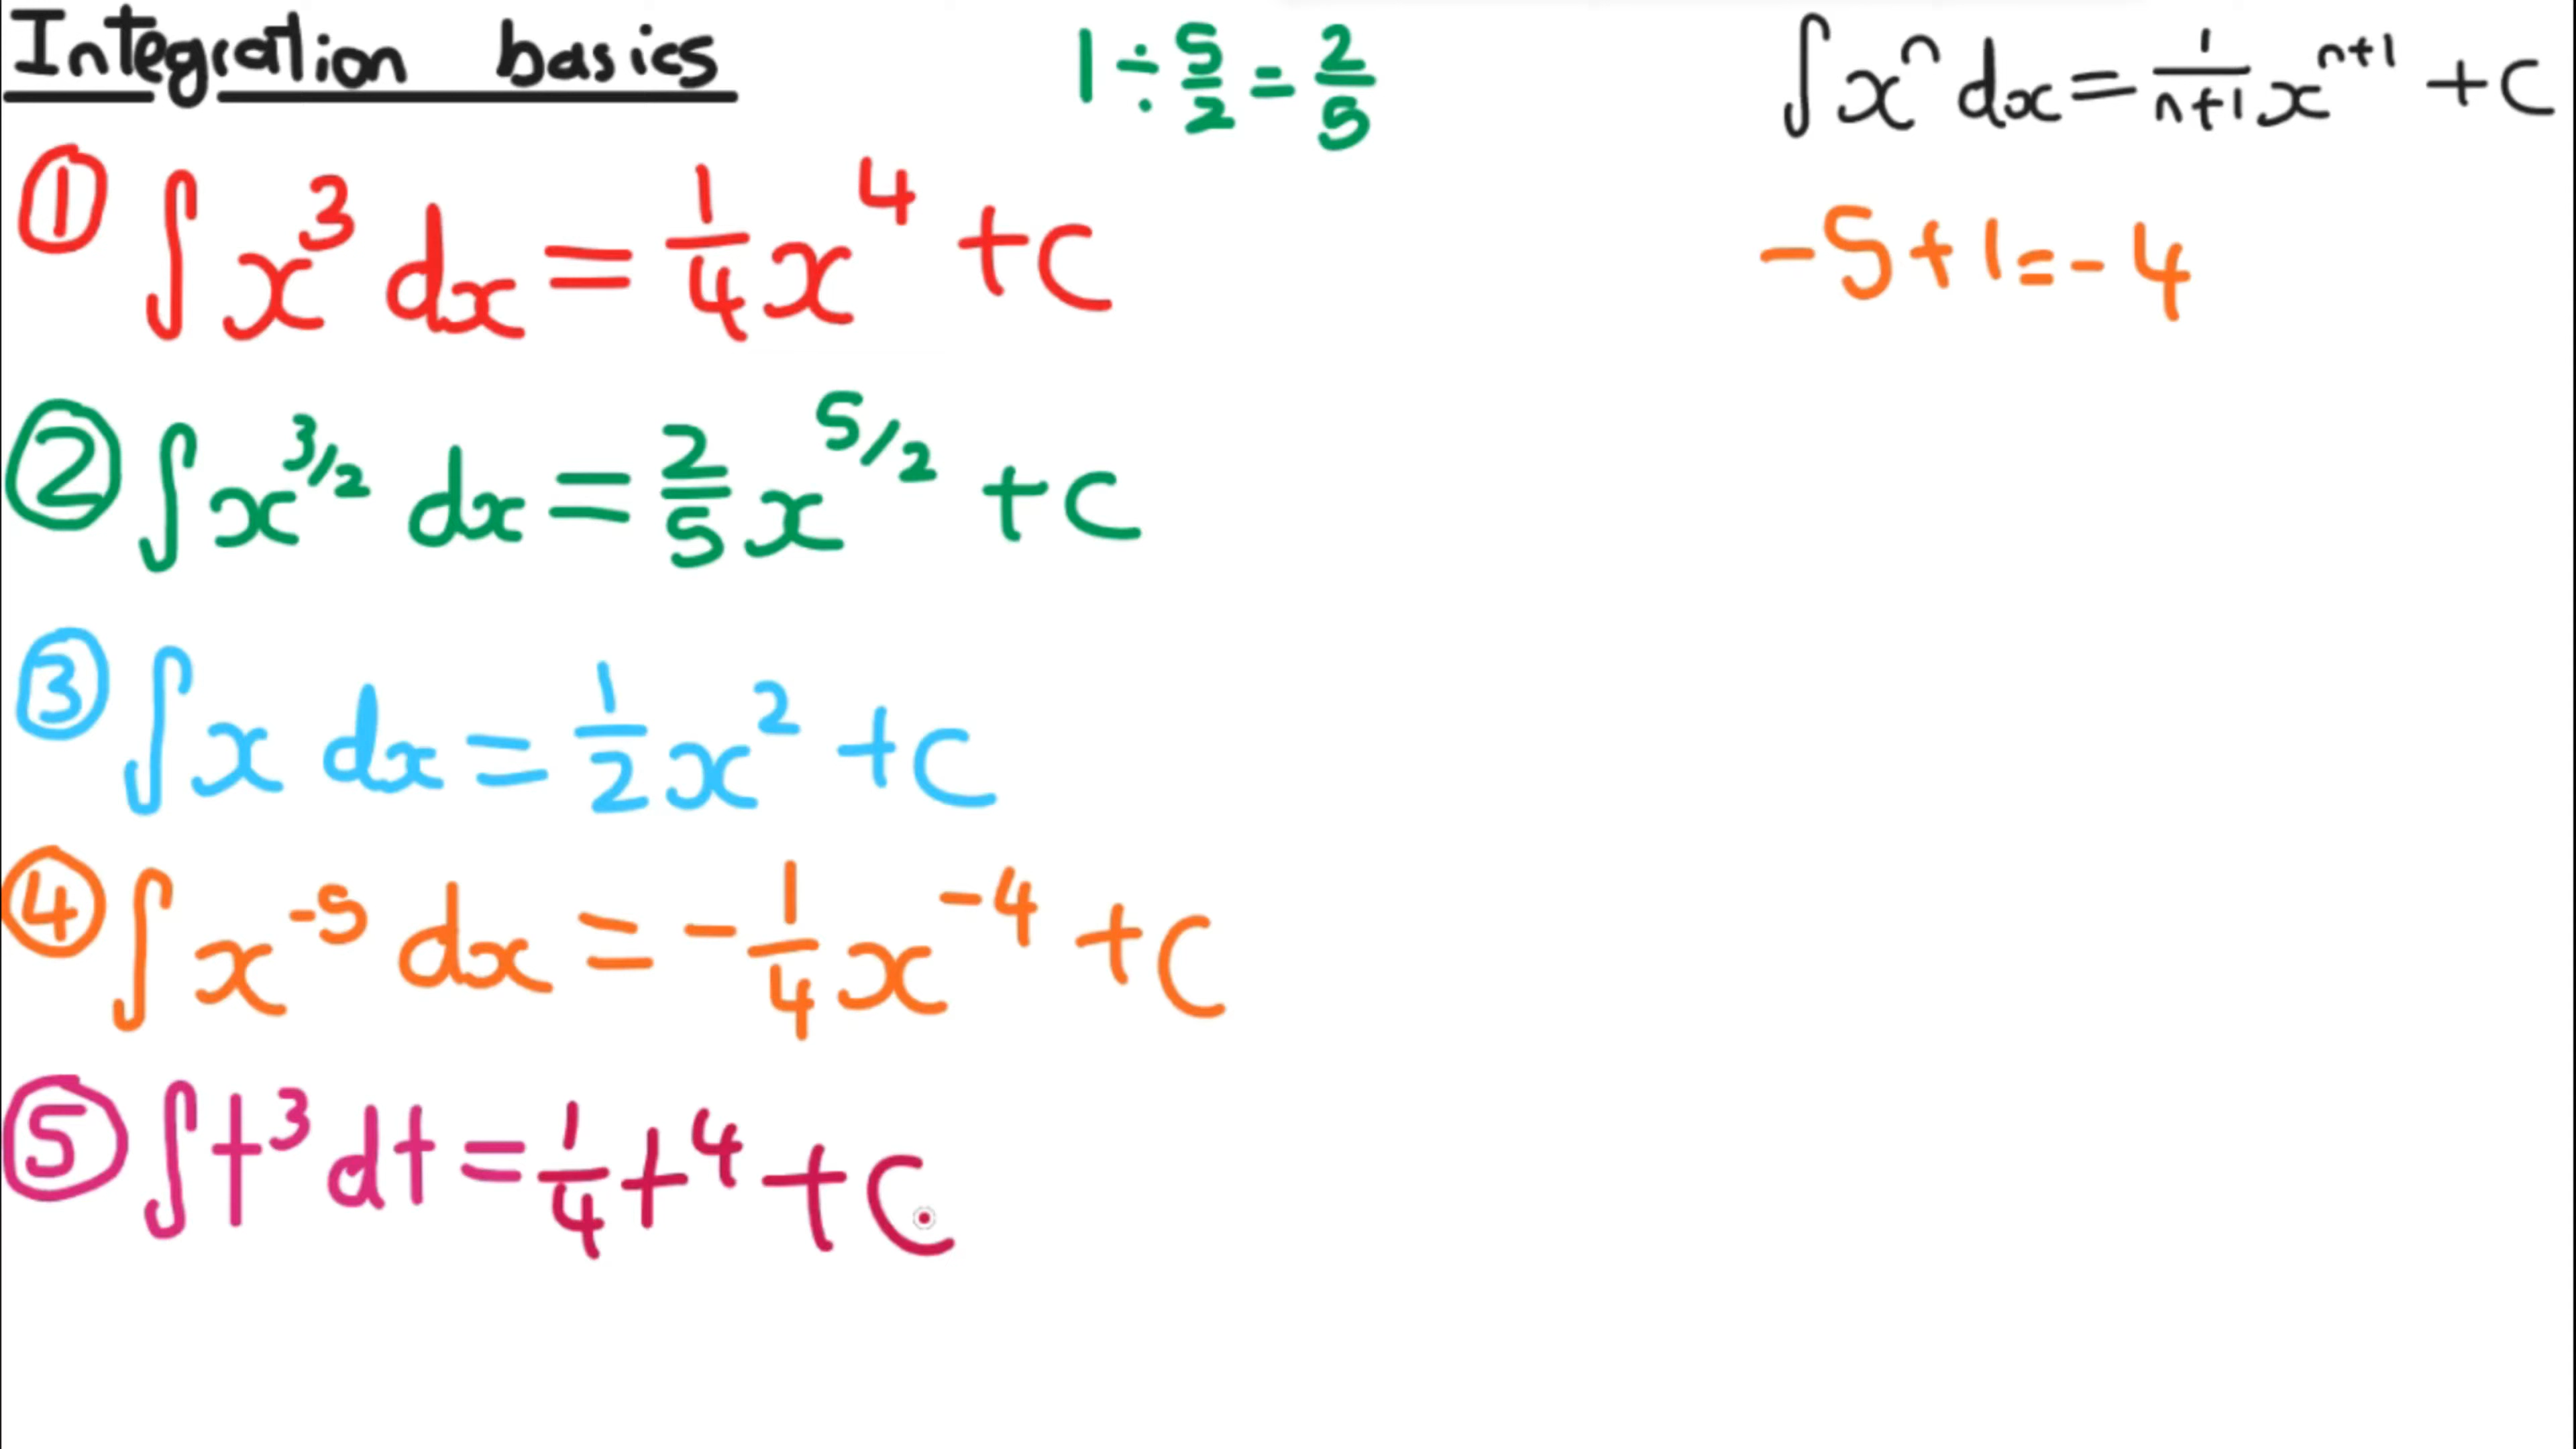 Integration basics
1 ÷ 5/2 = 2/5
∫xⁿ dx = 1/(n+1) xⁿ⁺¹ + C
-5 + 1 = -4
① ∫x³ dx = 1/4 x⁴ + C
② ∫x^(3/2) dx = 2/5 x^(5/2) + C
③ ∫x dx = 1/2 x² + C
④ ∫x⁻⁵ dx = -1/4 x⁻⁴ + C
⑤ ∫t³ dt = 1/4 t⁴ + C